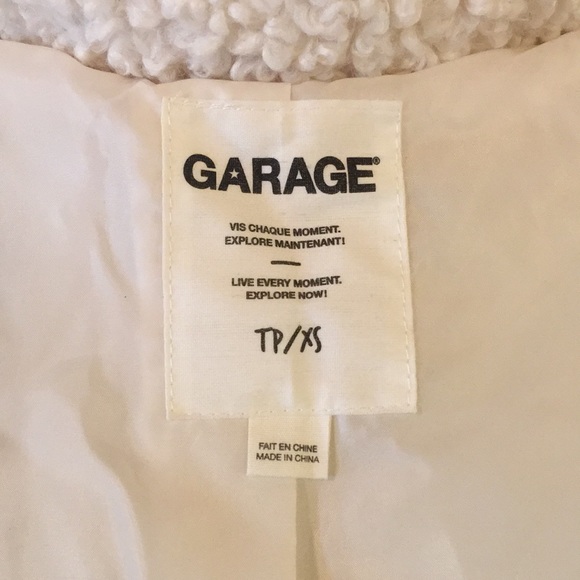 GARAGE®
VIS CHAQUE MOMENT.
EXPLORE MAINTENANT!
LIVE EVERY MOMENT.
EXPLORE NOW!
TP/XS
FAIT EN CHINE
MADE IN CHINA